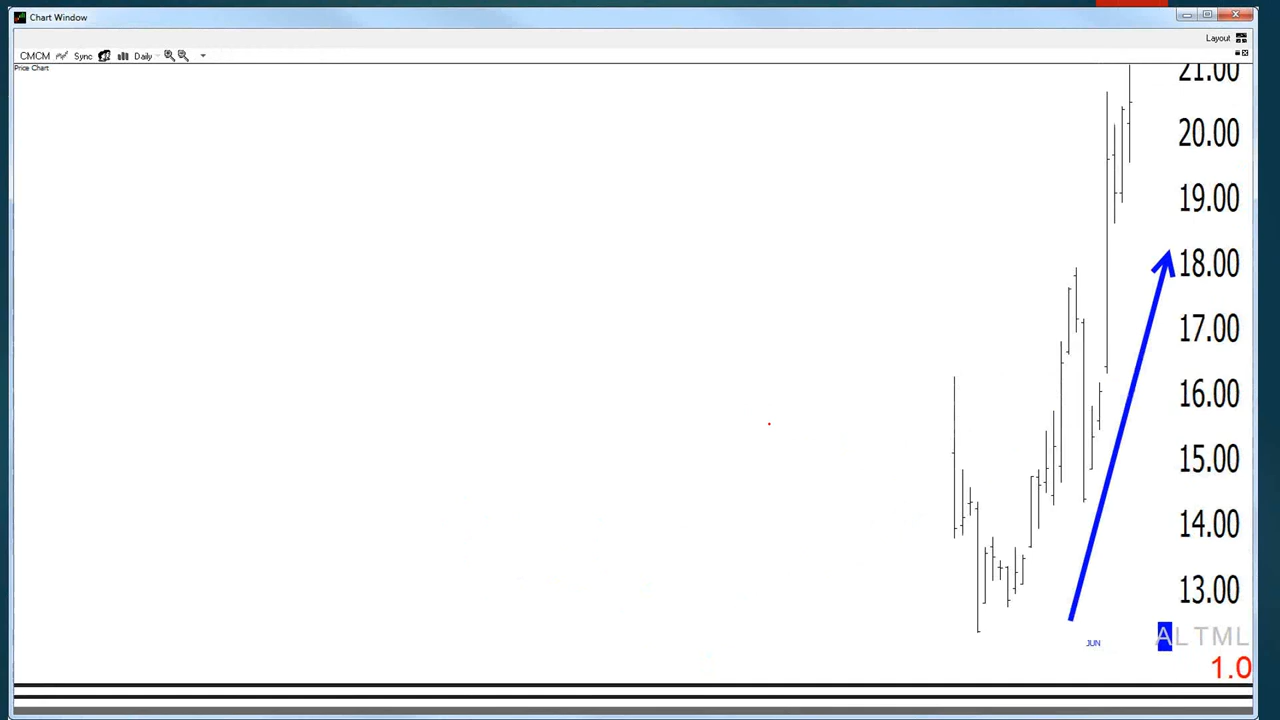 Chart Window
Layout
CMCM Sync Daily
Price Chart
21.00
20.00
19.00
18.00
17.00
16.00
15.00
14.00
13.00
JUN
ALTML
1.0